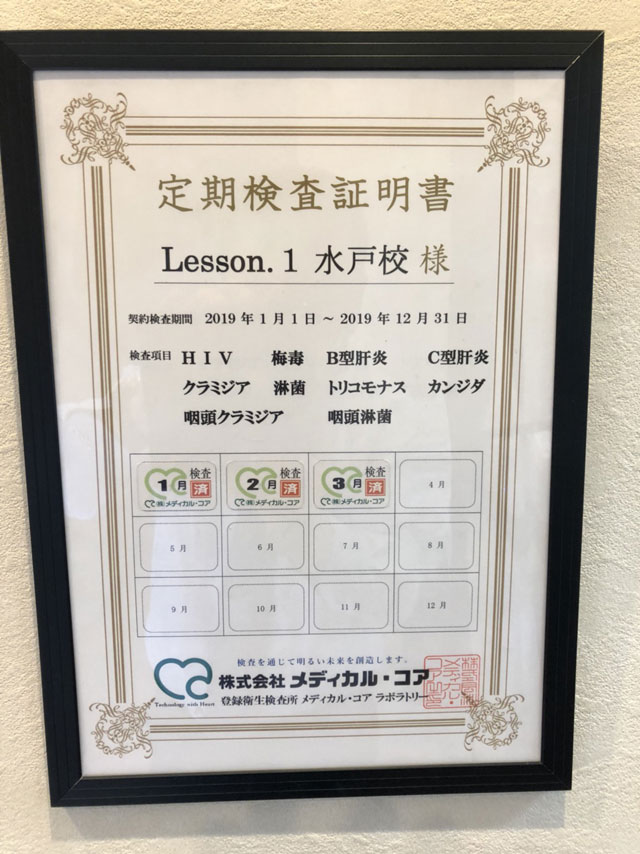 定期検査証明書
Lesson.1 水戸校 様
契約検査期間 2019 年 1 月 1 日 ～ 2019 年 12 月 31 日
検査項目 ＨＩＶ 梅毒 B型肝炎 C型肝炎
クラミジア 淋菌 トリコモナス カンジダ
咽頭クラミジア 咽頭淋菌
1月 検査済 2月 検査済 3月 検査済 4 月
㈱メディカル・コア ㈱メディカル・コア ㈱メディカル・コア
5 月 6 月 7 月 8 月
9 月 10 月 11 月 12 月
検査を通じて明るい未来を創造します。
株式会社 メディカル・コア
Technology with Heart 登録衛生検査所 メディカル・コア ラボラトリー